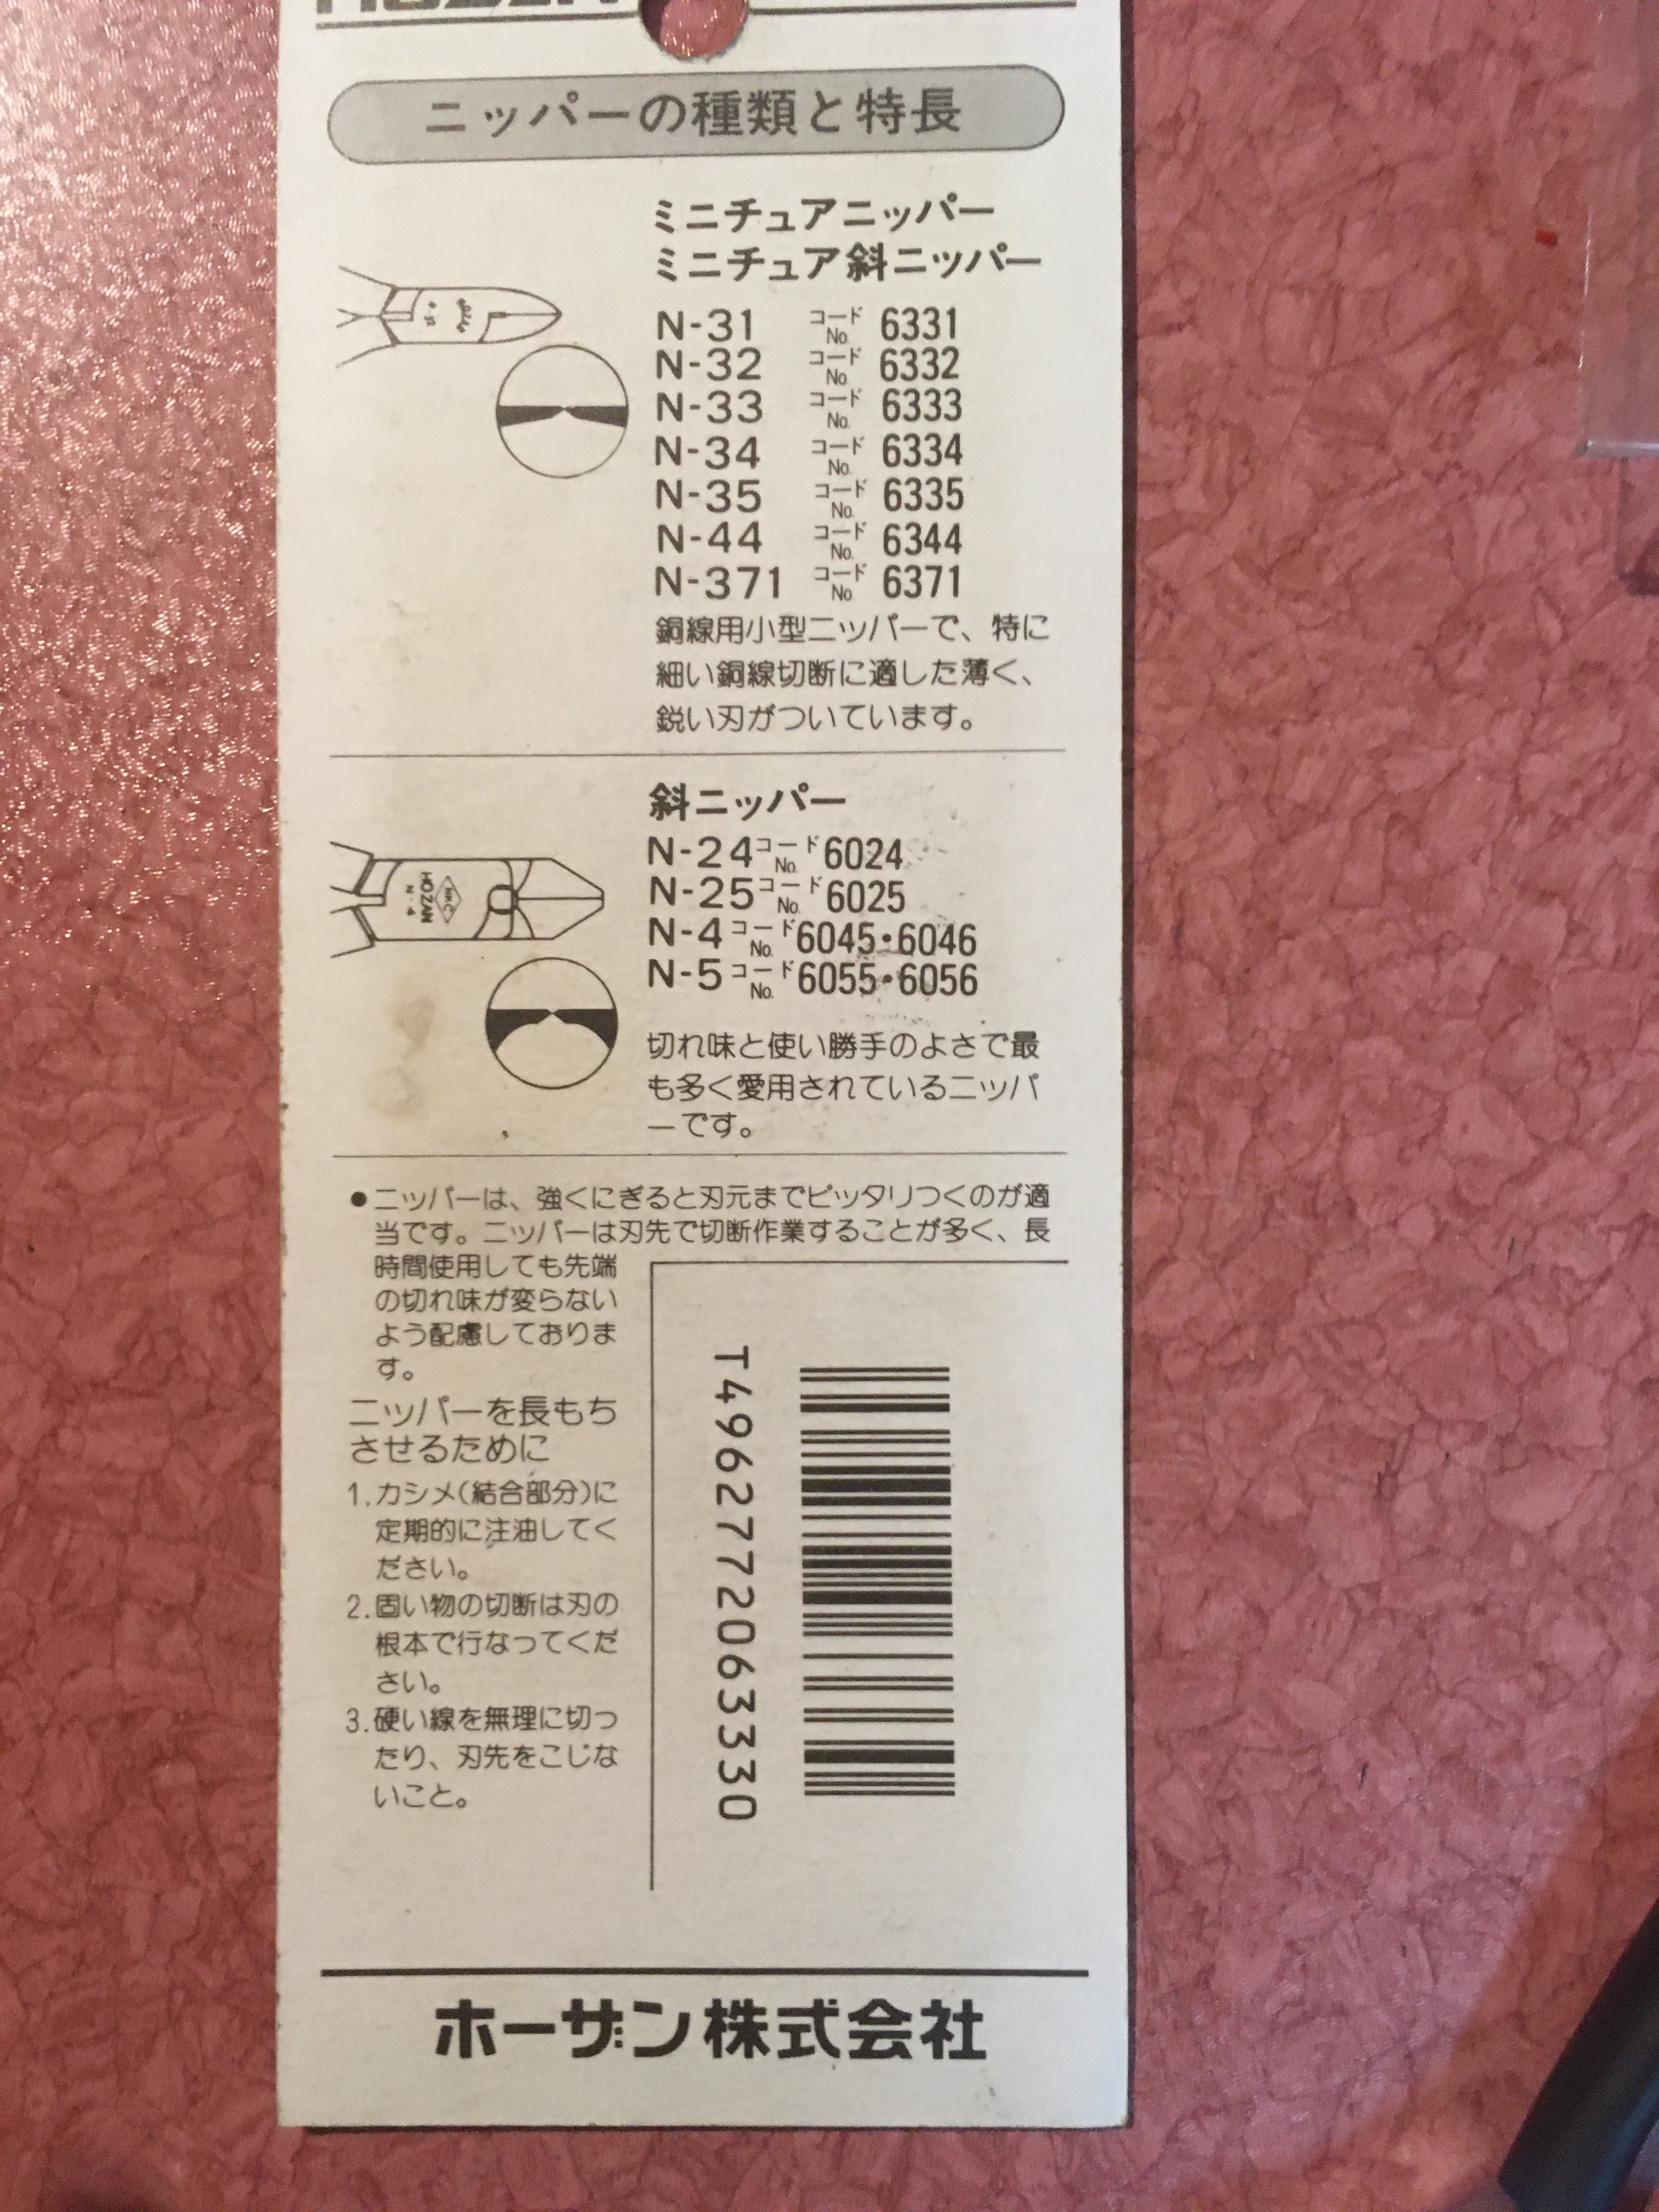 HOZAN
ニッパーの種類と特長
ミニチュアニッパー
ミニチュア斜ニッパー
N-31 コードNo. 6331
N-32 コードNo. 6332
N-33 コードNo. 6333
N-34 コードNo. 6334
N-35 コードNo. 6335
N-44 コードNo. 6344
N-371 コードNo. 6371
銅線用小型ニッパーで、特に
細い銅線切断に適した薄く、
鋭い刃がついています。
斜ニッパー
N-24 コードNo. 6024
N-25 コードNo. 6025
N-4 コードNo. 6045・6046
N-5 コードNo. 6055・6056
HOZAN
N-4
切れ味と使い勝手のよさで最
も多く愛用されているニッパ
ーです。
●ニッパーは、強くにぎると刃元までピッタリつくのが適
当です。ニッパーは刃先で切断作業することが多く、長
時間使用しても先端
の切れ味が変らない
よう配慮しておりま
す。
ニッパーを長もち
させるために
1.カシメ(結合部分)に
定期的に注油してく
ださい。
2.固い物の切断は刃の
根本で行なってくだ
さい。
3.硬い線を無理に切っ
たり、刃先をこじな
いこと。
T4962772063330
ホーザン株式会社